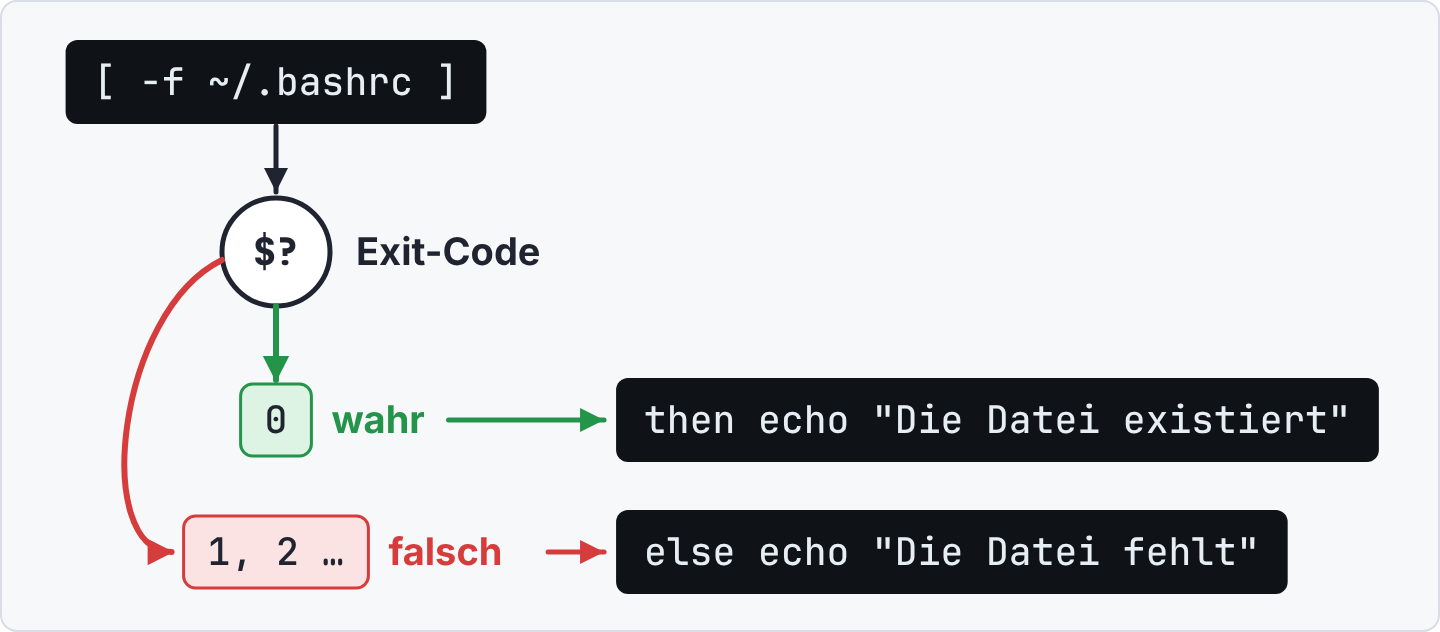 [ -f ~/.bashrc ]
$? Exit-Code
0 wahr then echo "Die Datei existiert"
1, 2 … falsch else echo "Die Datei fehlt"